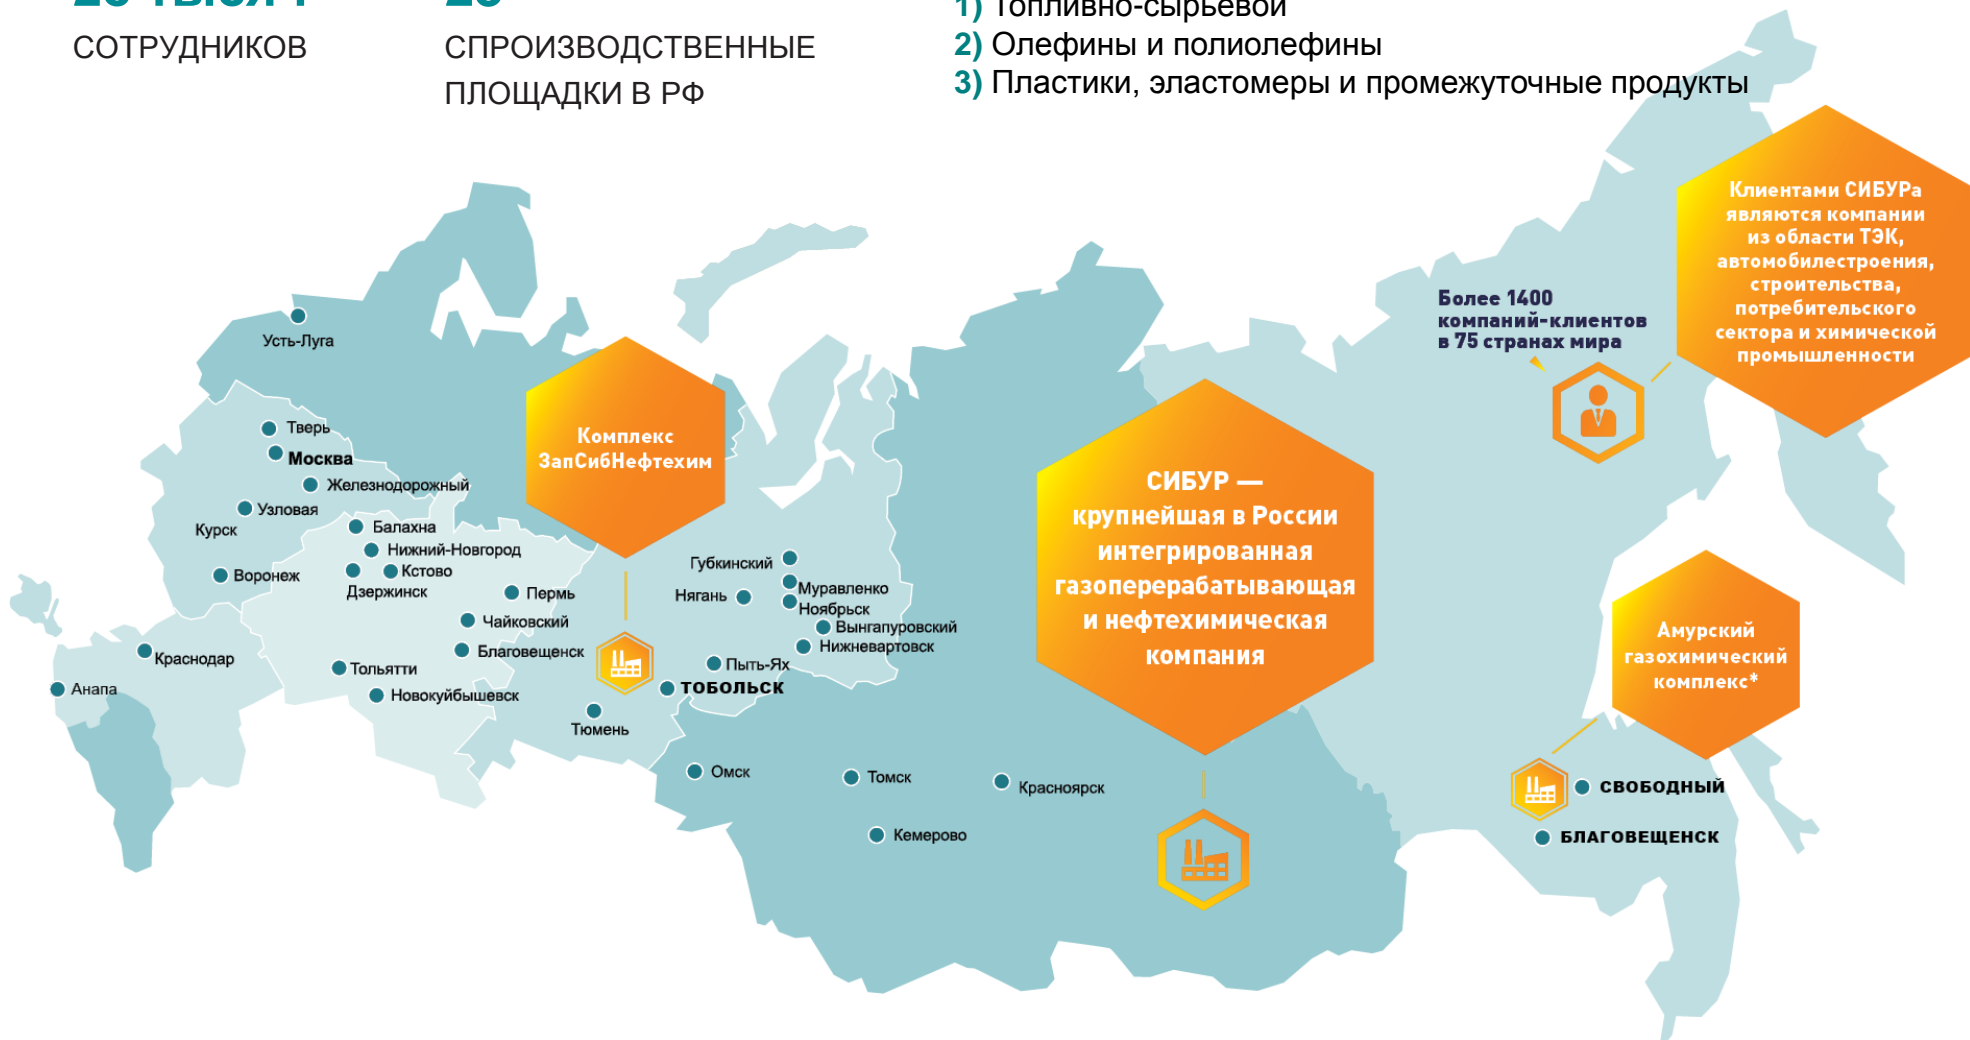 СОТРУДНИКОВ
СПРОИЗВОДСТВЕННЫЕ
ПЛОЩАДКИ В РФ
1) Топливно-сырьевой
2) Олефины и полиолефины
3) Пластики, эластомеры и промежуточные продукты
Клиентами СИБУРа
являются компании
из области ТЭК,
автомобилестроения,
строительства,
потребительского
сектора и химической
промышленности
Более 1400
компаний-клиентов
в 75 странах мира
Усть-Луга
Комплекс
ЗапСибНефтехим
СИБУР —
крупнейшая в России
интегрированная
газоперерабатывающая
и нефтехимическая
компания
Амурский
газохимический
комплекс*
Тверь
Москва
Железнодорожный
Узловая
Курск
Балахна
Нижний-Новгород
Кстово
Дзержинск
Воронеж
Пермь
Чайковский
Благовещенск
Краснодар
Тольятти
Анапа
Новокуйбышевск
Губкинский
Нягань
Муравленко
Ноябрьск
Вынгапуровский
Нижневартовск
Пыть-Ях
ТОБОЛЬСК
Тюмень
Омск
Томск
Красноярск
Кемерово
СВОБОДНЫЙ
БЛАГОВЕЩЕНСК